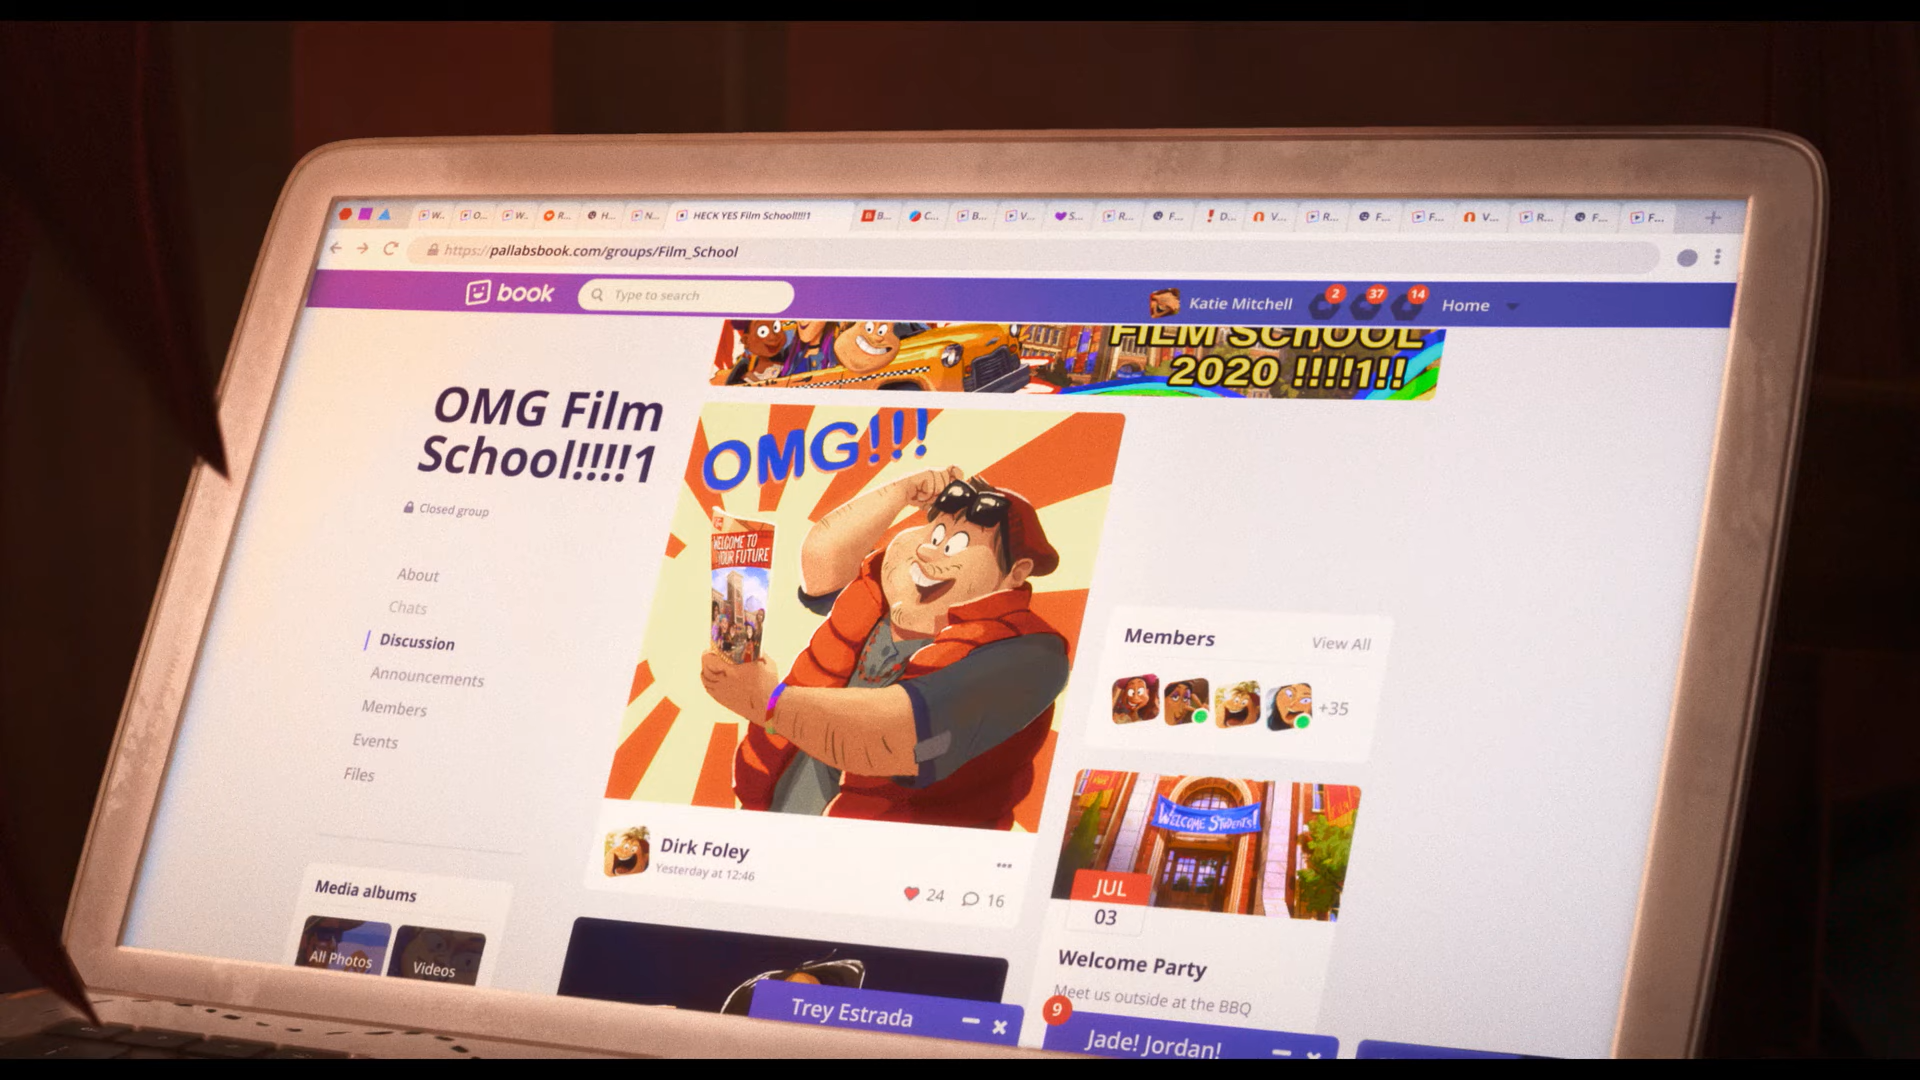 W...
O...
W...
R...
H...
N...
HECK YES Film School!!!!1
B...
C...
B...
V...
S...
R...
F...
D...
V...
R...
F...
F...
V...
R...
F...
F...
https://pallabsbook.com/groups/Film_School
book
Type to search
Katie Mitchell
2
37
14
Home
FILM SCHOOL
2020 !!!!1!!
OMG Film
School!!!!1
Closed group
About
Chats
Discussion
Announcements
Members
Events
Files
Media albums
All Photos
Videos
OMG!!!
WELCOME TO
YOUR FUTURE
Dirk Foley
Yesterday at 12:46
24
16
Members
View All
+35
WELCOME STUDENTS!
JUL
03
Welcome Party
Meet us outside at the BBQ
Trey Estrada
9
Jade! Jordan!